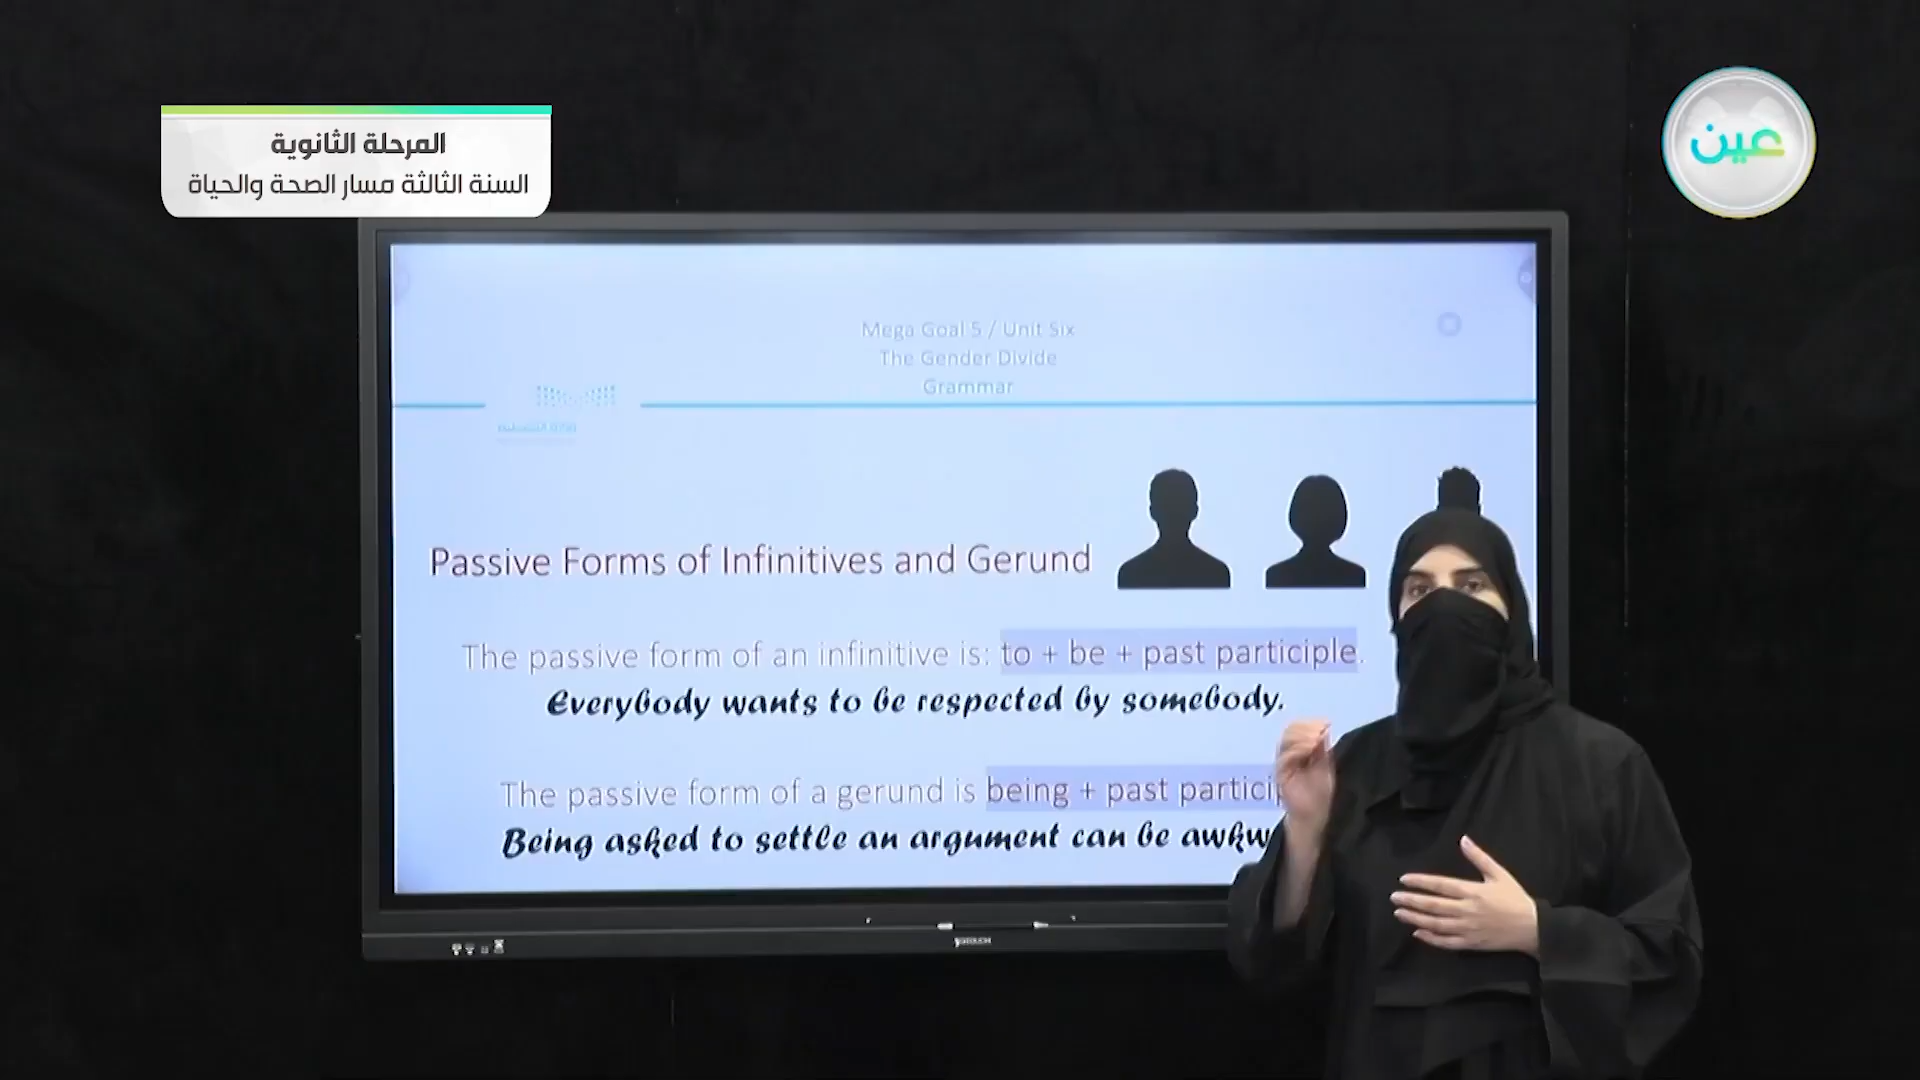 المرحلة الثانوية
السنة الثالثة مسار الصحة والحياة
عين
Mega Goal 5 / Unit Six
The Gender Divide
Grammar
Passive Forms of Infinitives and Gerund
The passive form of an infinitive is: to + be + past participle.
Everybody wants to be respected by somebody.
The passive form of a gerund is being + past particip
Being asked to settle an argument can be awkw